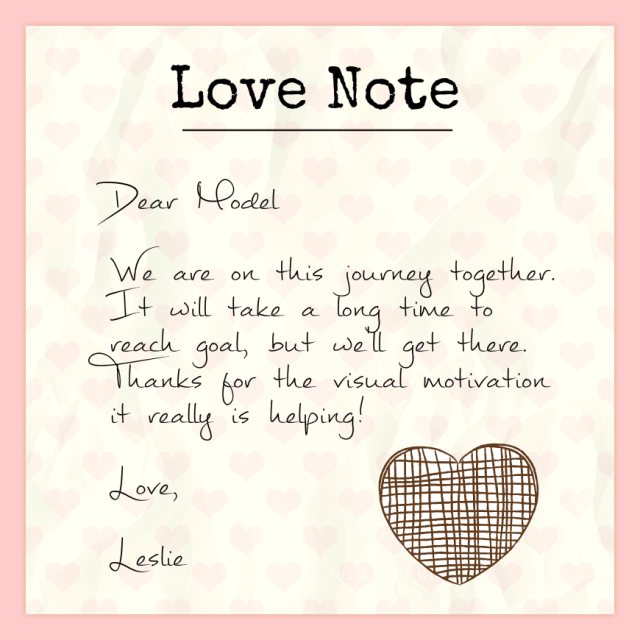 Love Note
Dear Model
We are on this journey together.
It will take a long time to
reach goal, but we'll get there.
Thanks for the visual motivation
it really is helping!
Love,
Leslie